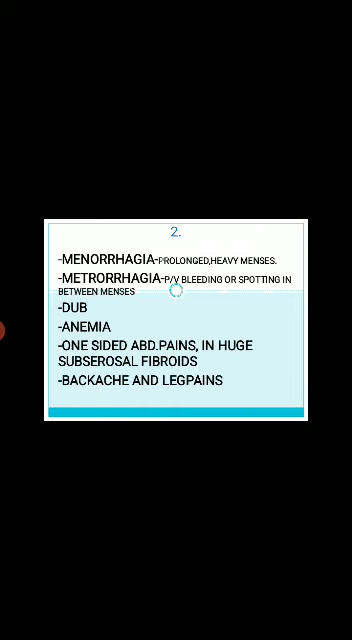 2.
-MENORRHAGIA-PROLONGED,HEAVY MENSES.
-METRORRHAGIA-P/V BLEEDING OR SPOTTING IN
BETWEEN MENSES
-DUB
-ANEMIA
-ONE SIDED ABD.PAINS, IN HUGE
SUBSEROSAL FIBROIDS
-BACKACHE AND LEGPAINS